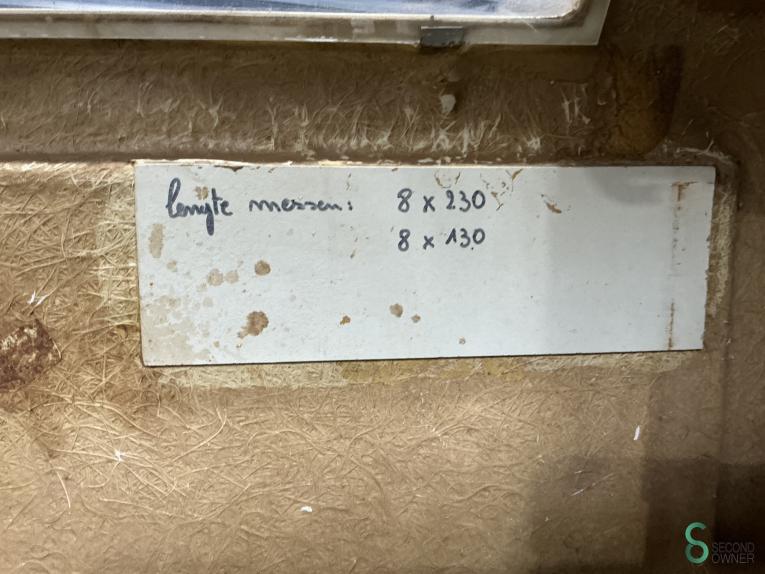 lengte messen: 8 x 230
8 x 130
SECOND
OWNER